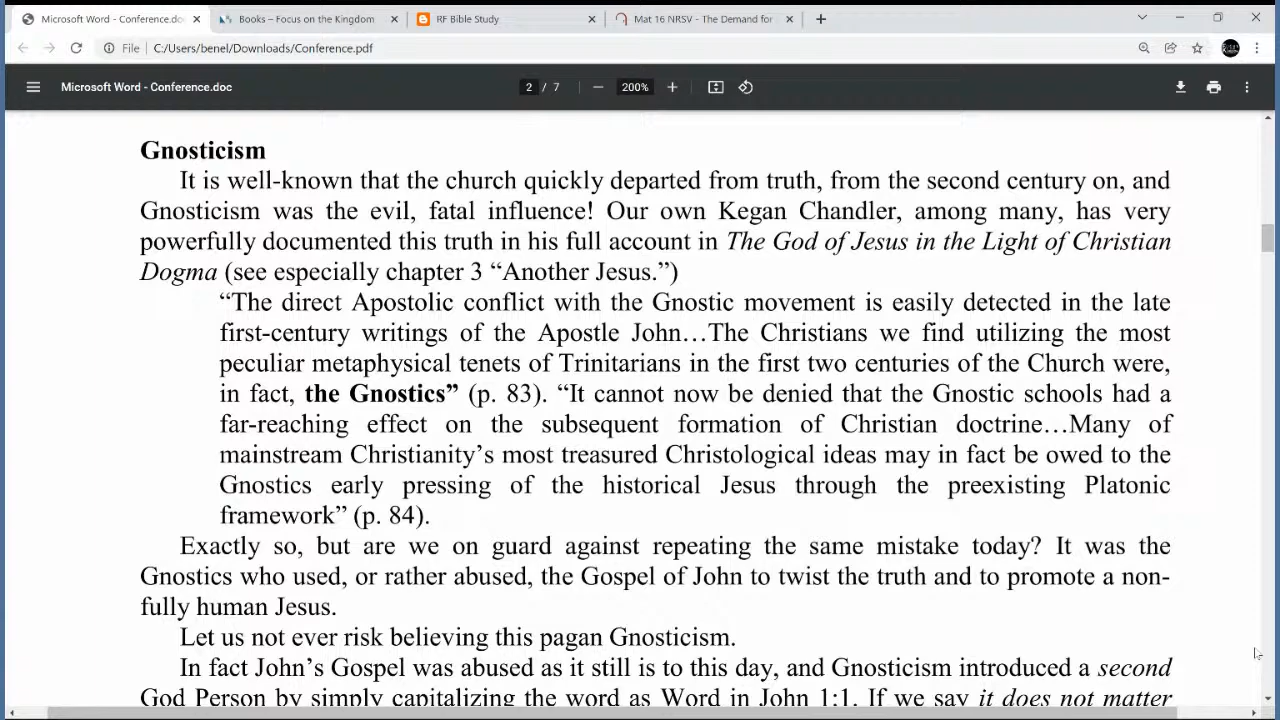 Microsoft Word - Conference.do
Books – Focus on the Kingdom
RF Bible Study
Mat 16 NRSV - The Demand for
File C:/Users/benel/Downloads/Conference.pdf
Microsoft Word - Conference.doc 2 / 7 200%
Gnosticism
It is well-known that the church quickly departed from truth, from the second century on, and
Gnosticism was the evil, fatal influence! Our own Kegan Chandler, among many, has very
powerfully documented this truth in his full account in The God of Jesus in the Light of Christian
Dogma (see especially chapter 3 “Another Jesus.”)
“The direct Apostolic conflict with the Gnostic movement is easily detected in the late
first-century writings of the Apostle John…The Christians we find utilizing the most
peculiar metaphysical tenets of Trinitarians in the first two centuries of the Church were,
in fact, the Gnostics” (p. 83). “It cannot now be denied that the Gnostic schools had a
far-reaching effect on the subsequent formation of Christian doctrine…Many of
mainstream Christianity’s most treasured Christological ideas may in fact be owed to the
Gnostics early pressing of the historical Jesus through the preexisting Platonic
framework” (p. 84).
Exactly so, but are we on guard against repeating the same mistake today? It was the
Gnostics who used, or rather abused, the Gospel of John to twist the truth and to promote a non-
fully human Jesus.
Let us not ever risk believing this pagan Gnosticism.
In fact John’s Gospel was abused as it still is to this day, and Gnosticism introduced a second
God Person by simply capitalizing the word as Word in John 1:1. If we say it does not matter